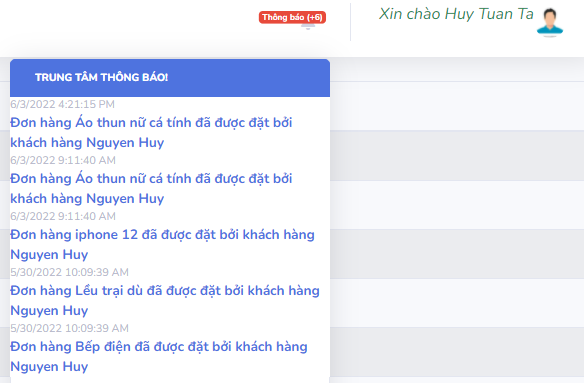 Thông báo (+6)
Xin chào Huy Tuan Ta
TRUNG TÂM THÔNG BÁO!
6/3/2022 4:21:15 PM
Đơn hàng Áo thun nữ cá tính đã được đặt bởi
khách hàng Nguyen Huy
6/3/2022 9:11:40 AM
Đơn hàng Áo thun nữ cá tính đã được đặt bởi
khách hàng Nguyen Huy
6/3/2022 9:11:40 AM
Đơn hàng iphone 12 đã được đặt bởi khách hàng
Nguyen Huy
5/30/2022 10:09:39 AM
Đơn hàng Lều trại dù đã được đặt bởi khách hàng
Nguyen Huy
5/30/2022 10:09:39 AM
Đơn hàng Bếp điện đã được đặt bởi khách hàng
Nguyen Huy